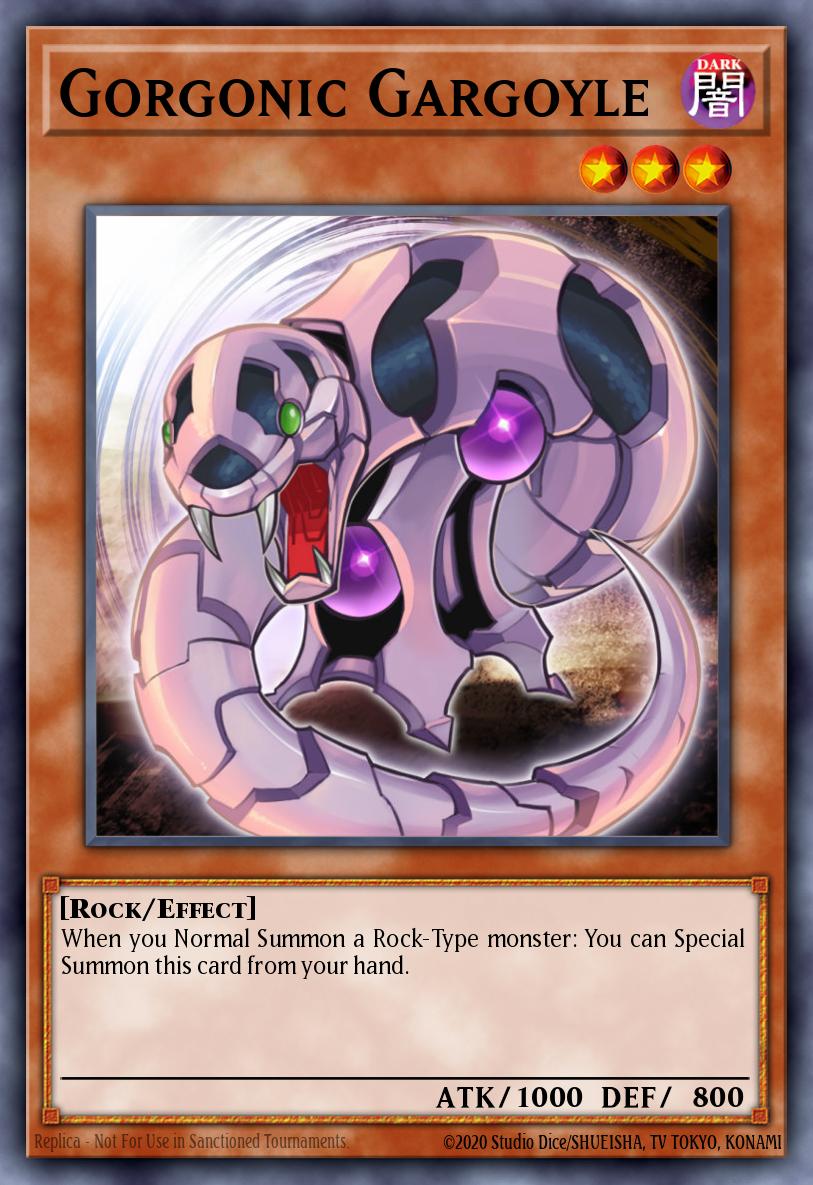 Gorgonic Gargoyle
DARK
闇
[Rock/Effect]
When you Normal Summon a Rock-Type monster: You can Special
Summon this card from your hand.
ATK/1000 DEF/ 800
Replica - Not For Use in Sanctioned Tournaments.
©2020 Studio Dice/SHUEISHA, TV TOKYO, KONAMI